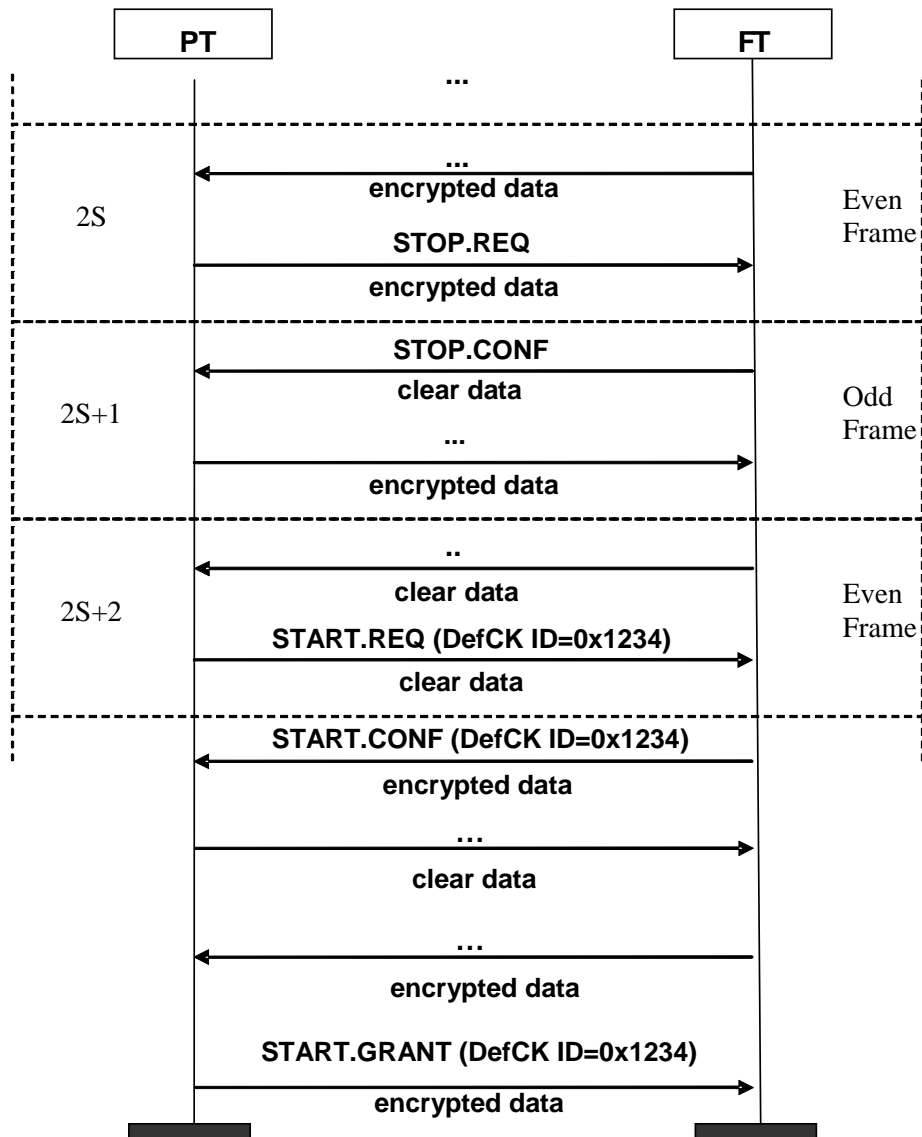 PT
FT
...
...
encrypted data
2S
Even
Frame
STOP.REQ
encrypted data
STOP.CONF
clear data
2S+1
Odd
Frame
...
encrypted data
..
clear data
2S+2
Even
Frame
START.REQ (DefCK ID=0x1234)
clear data
START.CONF (DefCK ID=0x1234)
encrypted data
...
clear data
...
encrypted data
START.GRANT (DefCK ID=0x1234)
encrypted data